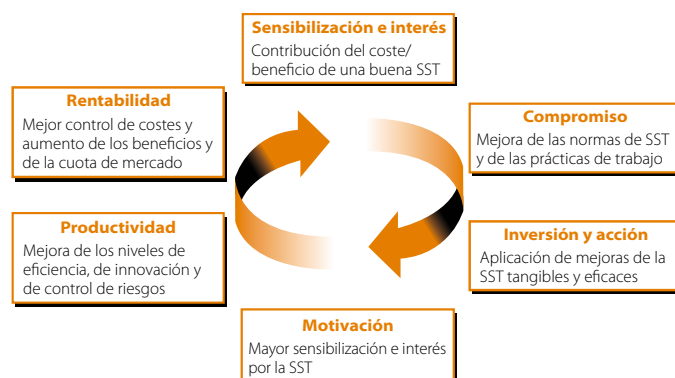 Sensibilización e interés
Contribución del coste/
beneficio de una buena SST
Rentabilidad
Mejor control de costes y
aumento de los beneficios y
de la cuota de mercado
Compromiso
Mejora de las normas de SST
y de las prácticas de trabajo
Productividad
Mejora de los niveles de
eficiencia, de innovación y
de control de riesgos
Inversión y acción
Aplicación de mejoras de la
SST tangibles y eficaces
Motivación
Mayor sensibilización e interés
por la SST